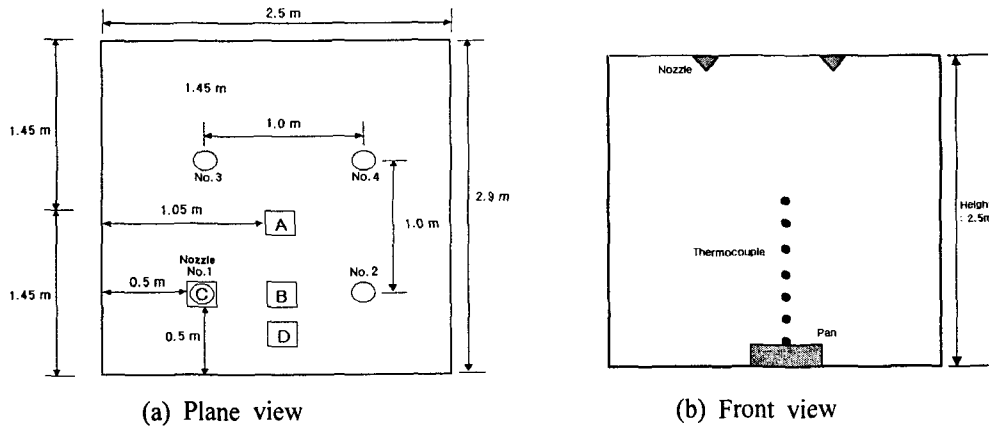 2.5 m
1.45 m
1.0 m
1.45 m
No.3
No.4
2.9 m
1.05 m
A
1.0 m
Nozzle
No.1
0.5 m
C
B
No.2
1.45 m
0.5 m
D
(a) Plane view
Nozzle
Height
: 2.5m
Thermocouple
Pan
(b) Front view